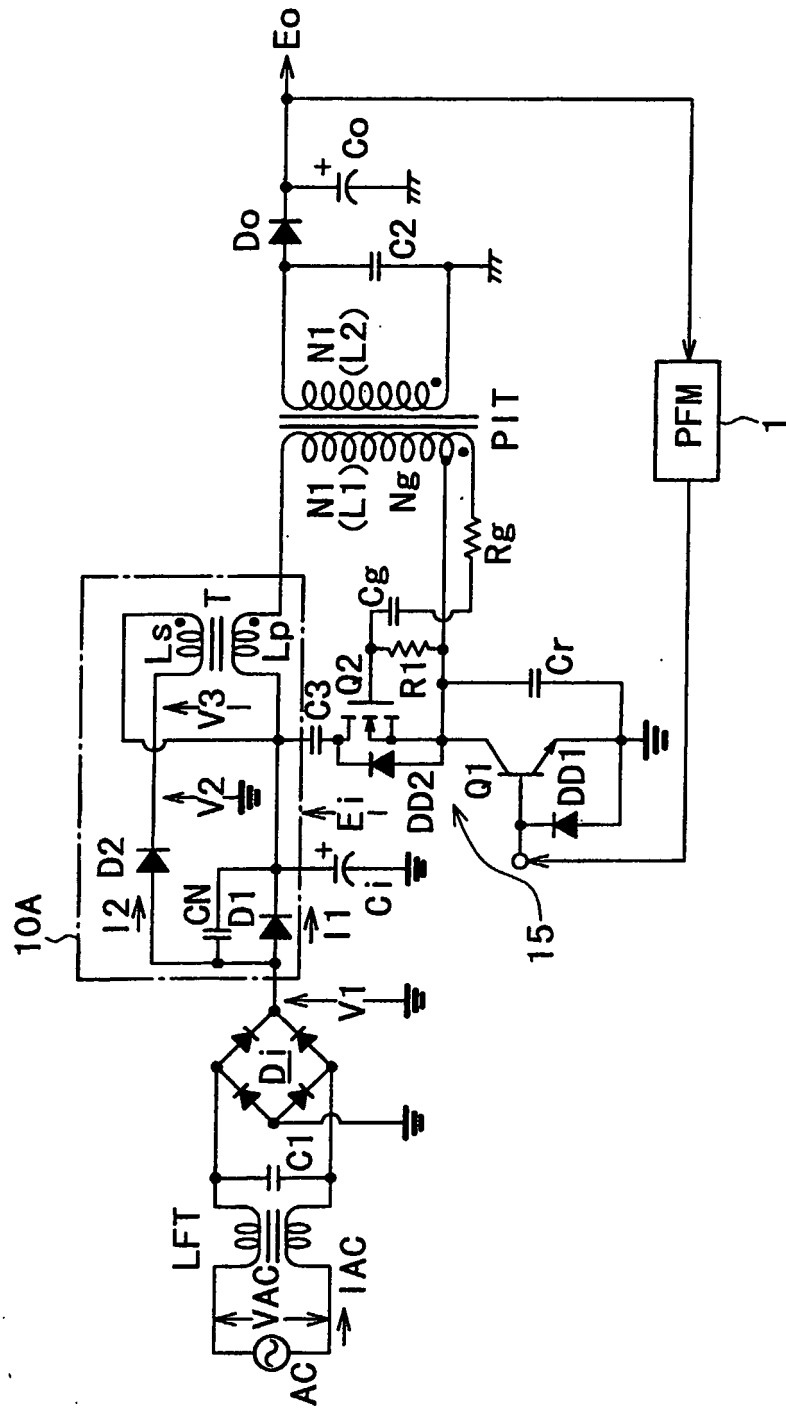 10A
I2
D2
V2
V3
Ls
T
Lp
CN
D1
I1
Ei
Ci
C3
Q2
DD2
Cg
R1
Rg
Cr
Q1
DD1
15
LFT
VAC
AC
IAC
C1
Di
V1
N1
(L1)
Ng
N1
(L2)
PIT
C2
Do
Co
+
+
Eo
PFM
1